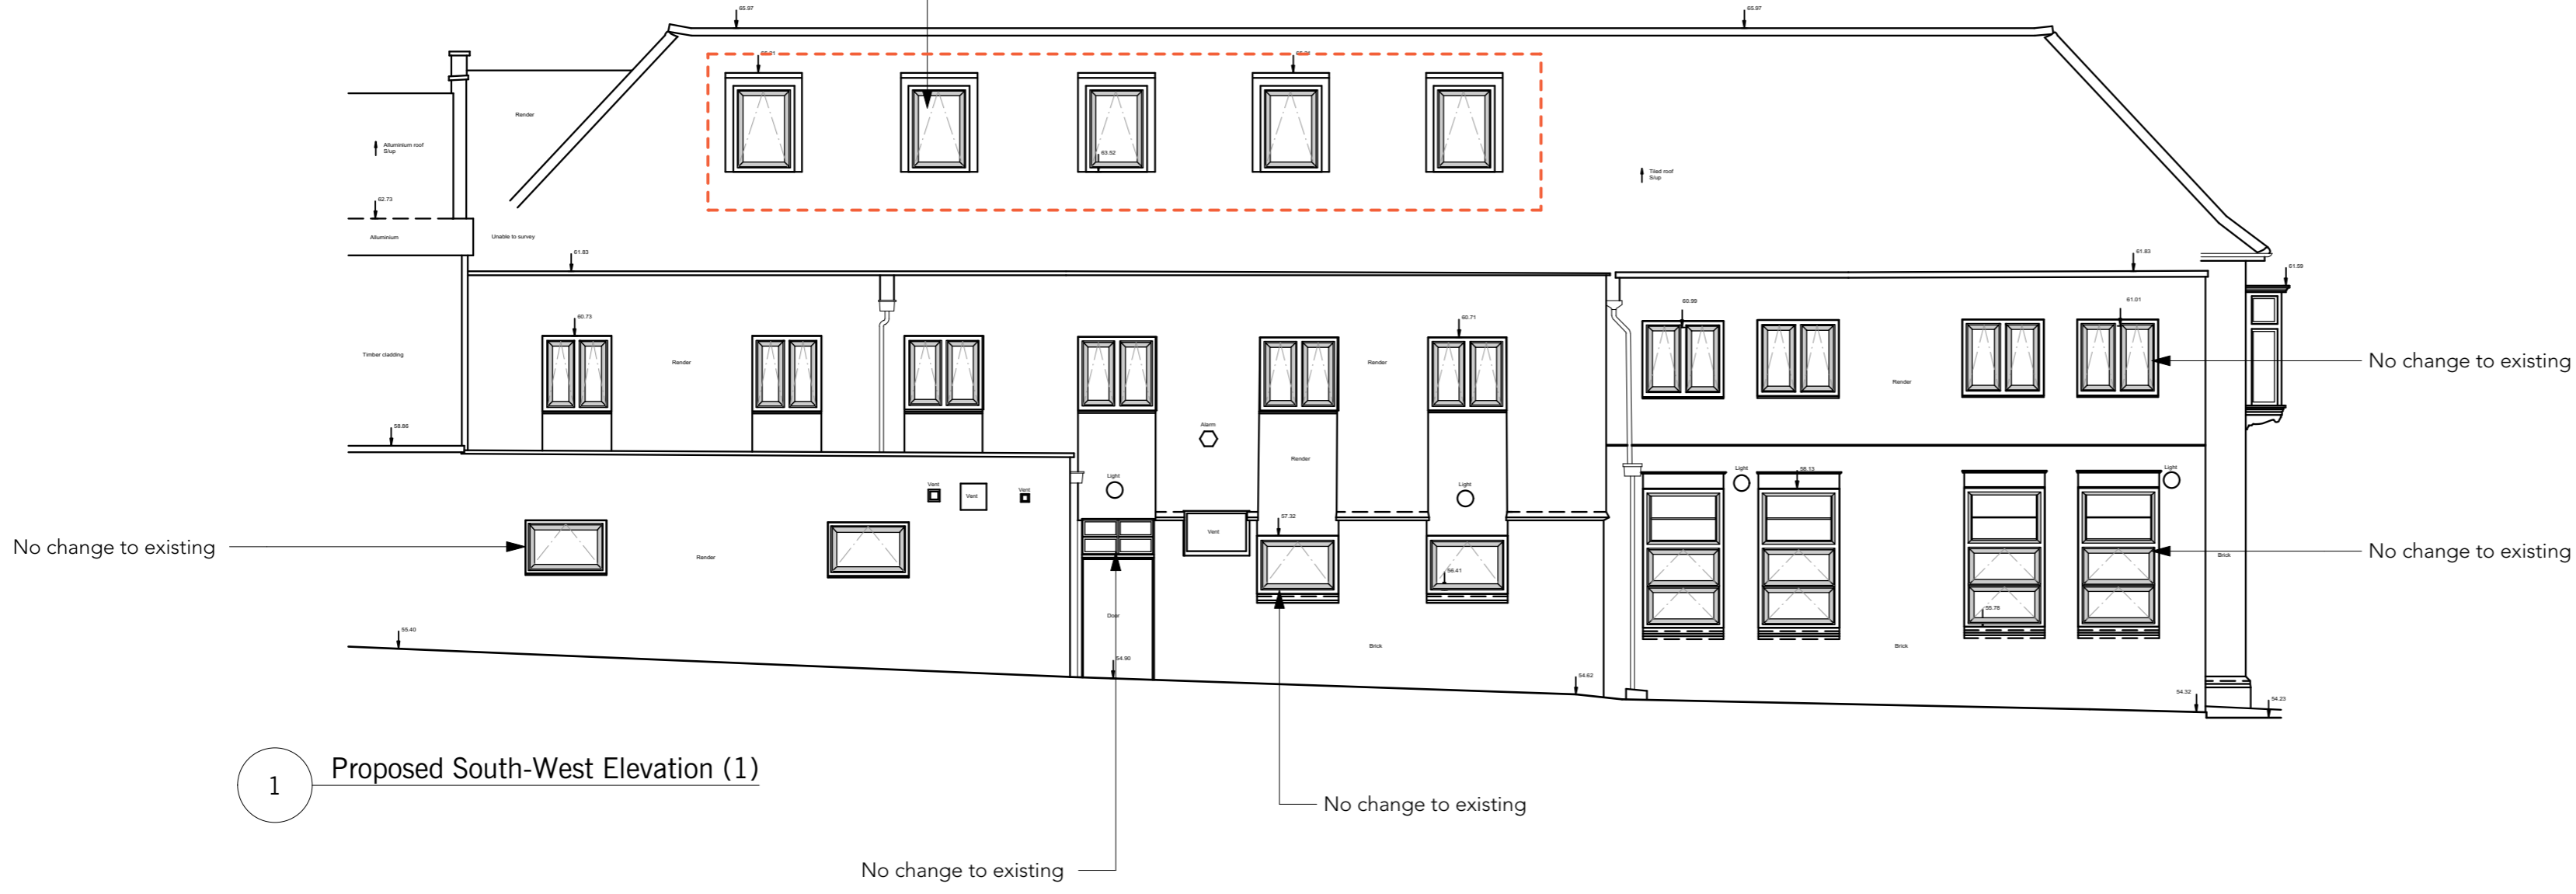 65.97
65.97
Render
63.52
Alluminium roof
S/up
Tiled roof
S/up
62.73
Alluminium
Unable to survey
61.83
61.83
61.59
60.73
60.71
60.99
61.01
Timber cladding
Render
Render
Render
No change to existing
58.86
Alarm
Render
Light
Light
Light
Light
58.13
Vent
Vent
Vent
Vent
57.32
No change to existing
Render
56.41
No change to existing
Brick
55.78
Door
55.40
Brick
Brick
54.90
54.62
54.32
54.23
1
Proposed South-West Elevation (1)
No change to existing
No change to existing